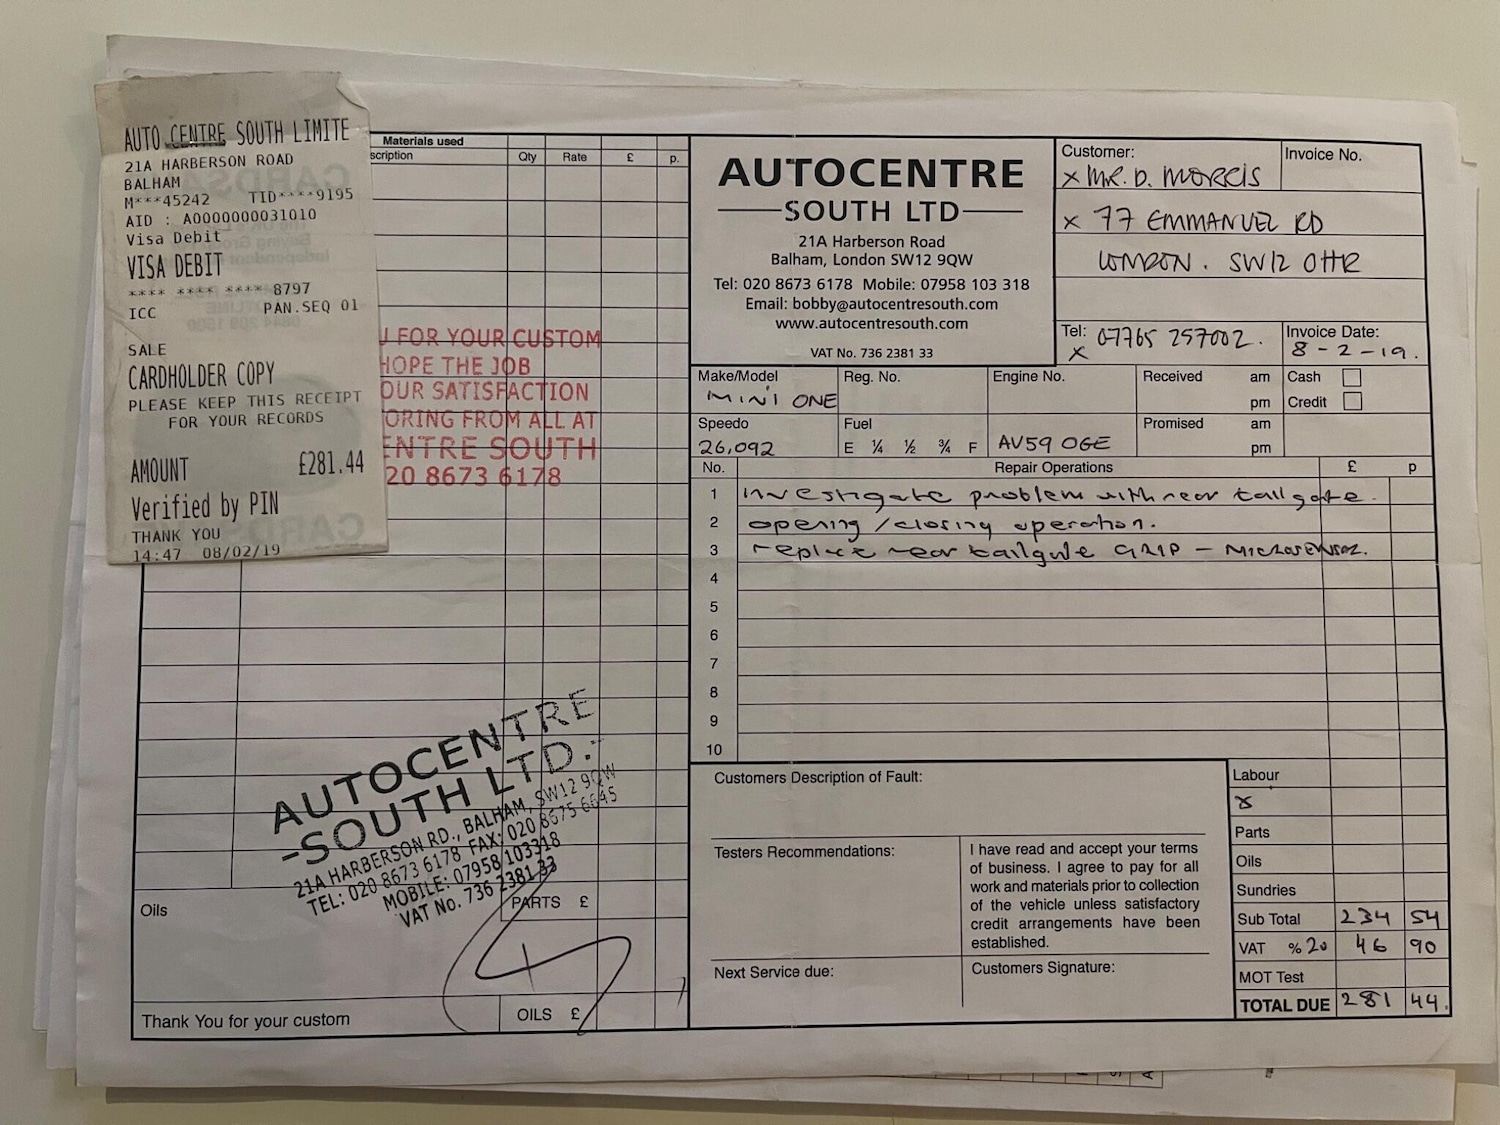 AUTO CENTRE SOUTH LIMITE
21A HARBERSON ROAD
BALHAM
M***45242 TID****9195
AID : A0000000031010
Visa Debit
VISA DEBIT
**** **** **** 8797
ICC PAN.SEQ 01
SALE
CARDHOLDER COPY
PLEASE KEEP THIS RECEIPT
FOR YOUR RECORDS
AMOUNT £281.44
Verified by PIN
THANK YOU
14:47 08/02/19
Materials used
scription Qty Rate £ p.
U FOR YOUR CUSTOM
HOPE THE JOB
OUR SATISFACTION
ORING FROM ALL AT
ENTRE SOUTH
20 8673 6178
AUTOCENTRE
-SOUTH LTD.-
21A HARBERSON RD., BALHAM, SW12 9QW
TEL: 020 8673 6178 FAX: 020 8675 6645
MOBILE: 07958 103318
VAT No. 736 2381 33
Oils
PARTS £
Thank You for your custom
OILS £
AUTOCENTRE
SOUTH LTD
21A Harberson Road
Balham, London SW12 9QW
Tel: 020 8673 6178 Mobile: 07958 103 318
Email: bobby@autocentresouth.com
www.autocentresouth.com
VAT No. 736 2381 33
Customer: Invoice No.
x MR. D. MORRIS
x 77 EMMANUEL RD
LONDON. SW12 0HR
Tel: 07765 257002. Invoice Date:
x 8-2-19.
Make/Model Reg. No. Engine No. Received am Cash
MINI ONE pm Credit
Speedo Fuel Promised am
26,092 E ¼ ½ ¾ F AV59 OGE pm
No. Repair Operations £ p
1 investigate problem with rear tailgate.
2 opening/closing operation.
3 replace rear tailgate GRIP - MICROSENSOR.
4
5
6
7
8
9
10
Customers Description of Fault:
Testers Recommendations:
I have read and accept your terms
of business. I agree to pay for all
work and materials prior to collection
of the vehicle unless satisfactory
credit arrangements have been
established.
Next Service due: Customers Signature:
Labour
x
Parts
Oils
Sundries
Sub Total 234 54
VAT %20 46 90
MOT Test
TOTAL DUE 281 44.